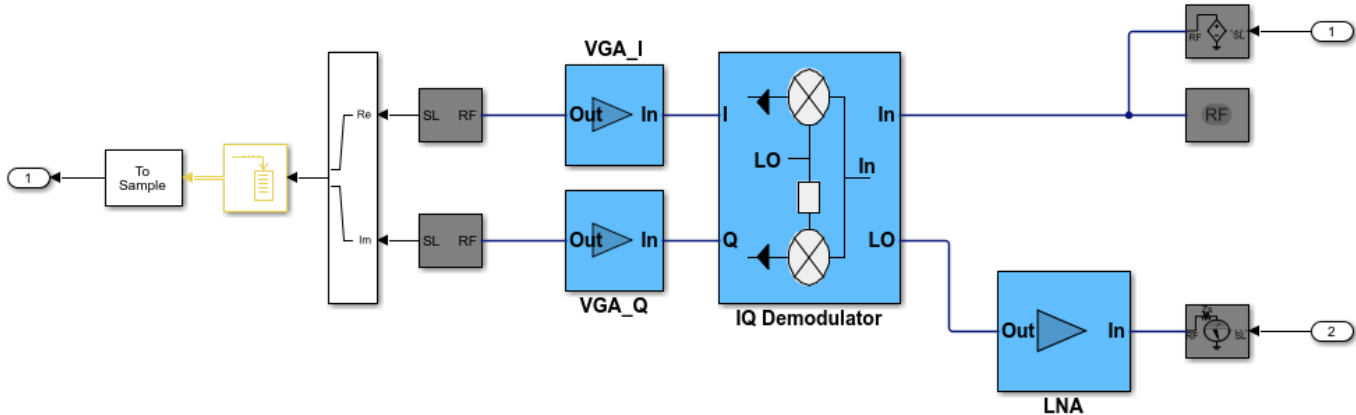 VGA_I
RF
SL
1
Re
SL
RF
Out
In
I
In
RF
LO
In
1
To
Sample
Im
SL
RF
Out
In
Q
LO
VGA_Q
IQ Demodulator
Out
In
Zs
RF
SL
2
LNA